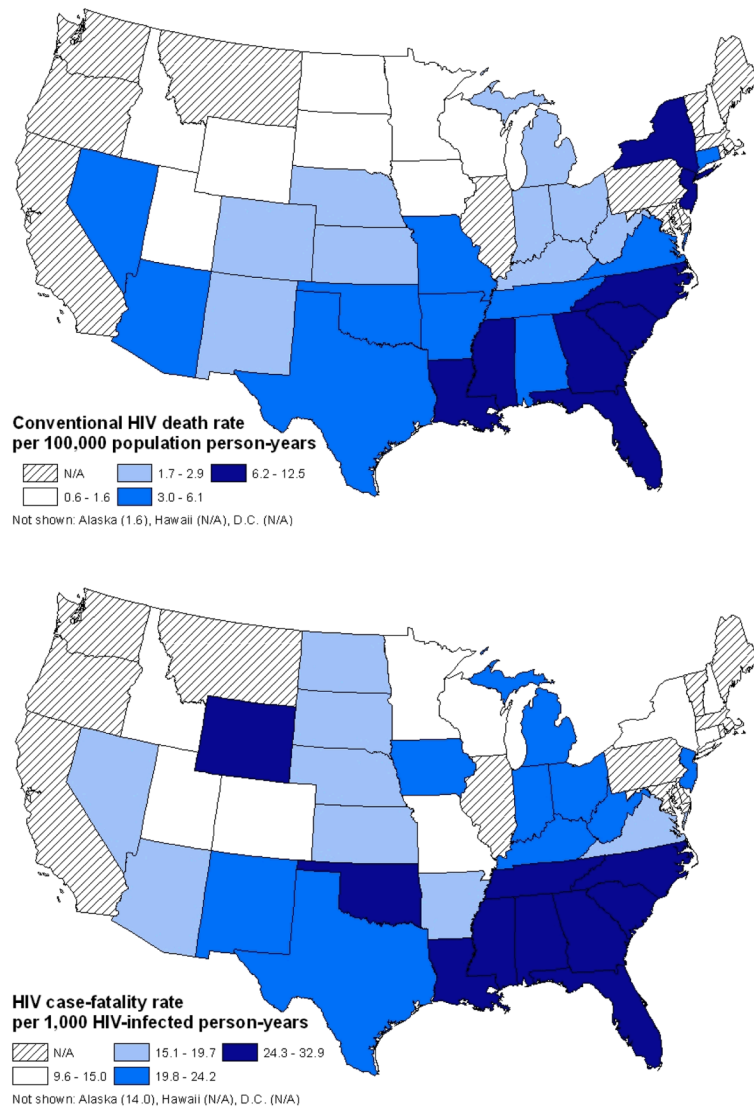 Conventional HIV death rate
per 100,000 population person-years
N/A 1.7 - 2.9 6.2 - 12.5
0.6 - 1.6 3.0 - 6.1
Not shown: Alaska (1.6), Hawaii (N/A), D.C. (N/A)
HIV case-fatality rate
per 1,000 HIV-infected person-years
N/A 15.1 - 19.7 24.3 - 32.9
9.6 - 15.0 19.8 - 24.2
Not shown: Alaska (14.0), Hawaii (N/A), D.C. (N/A)